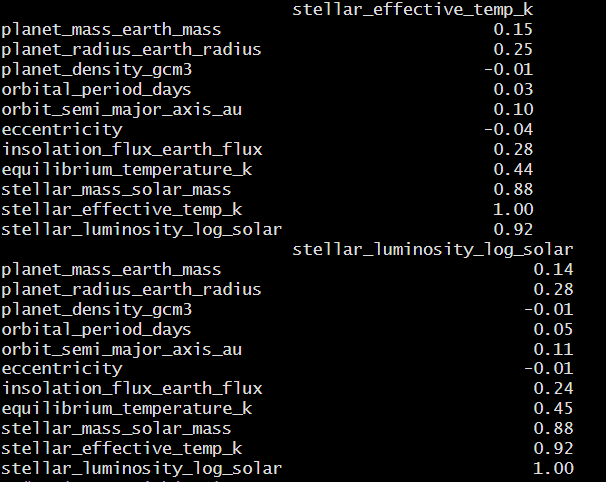 stellar_effective_temp_k
planet_mass_earth_mass 0.15
planet_radius_earth_radius 0.25
planet_density_gcm3 -0.01
orbital_period_days 0.03
orbit_semi_major_axis_au 0.10
eccentricity -0.04
insolation_flux_earth_flux 0.28
equilibrium_temperature_k 0.44
stellar_mass_solar_mass 0.88
stellar_effective_temp_k 1.00
stellar_luminosity_log_solar 0.92
stellar_luminosity_log_solar
planet_mass_earth_mass 0.14
planet_radius_earth_radius 0.28
planet_density_gcm3 -0.01
orbital_period_days 0.05
orbit_semi_major_axis_au 0.11
eccentricity -0.01
insolation_flux_earth_flux 0.24
equilibrium_temperature_k 0.45
stellar_mass_solar_mass 0.88
stellar_effective_temp_k 0.92
stellar_luminosity_log_solar 1.00